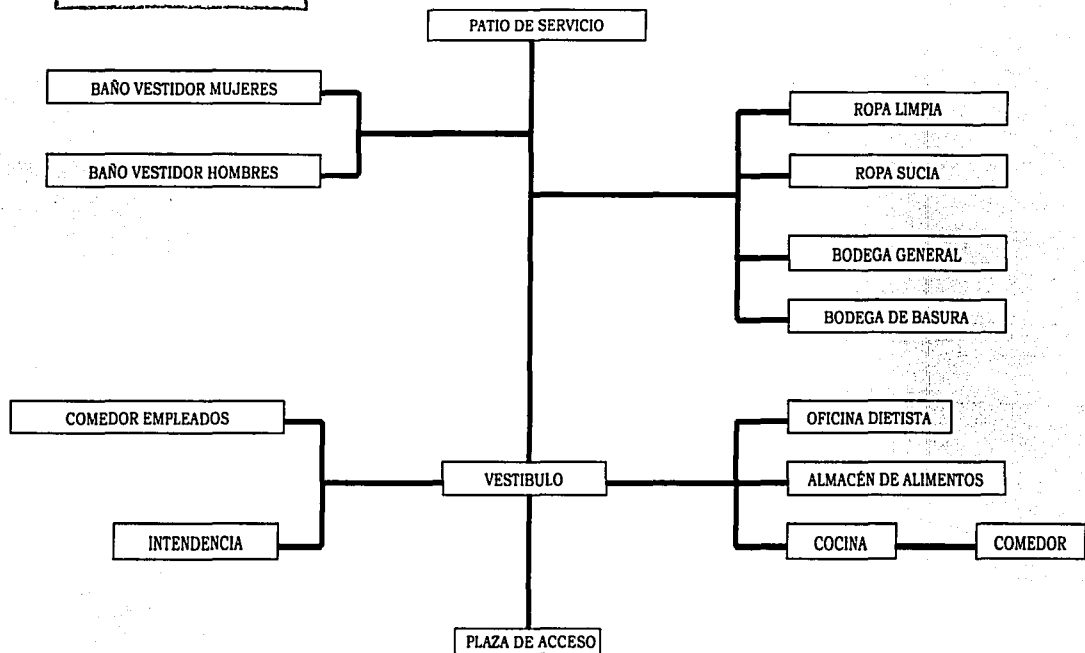 PATIO DE SERVICIO
BAÑO VESTIDOR MUJERES
ROPA LIMPIA
BAÑO VESTIDOR HOMBRES
ROPA SUCIA
BODEGA GENERAL
BODEGA DE BASURA
COMEDOR EMPLEADOS
OFICINA DIETISTA
VESTIBULO
ALMACÉN DE ALIMENTOS
INTENDENCIA
COCINA
COMEDOR
PLAZA DE ACCESO